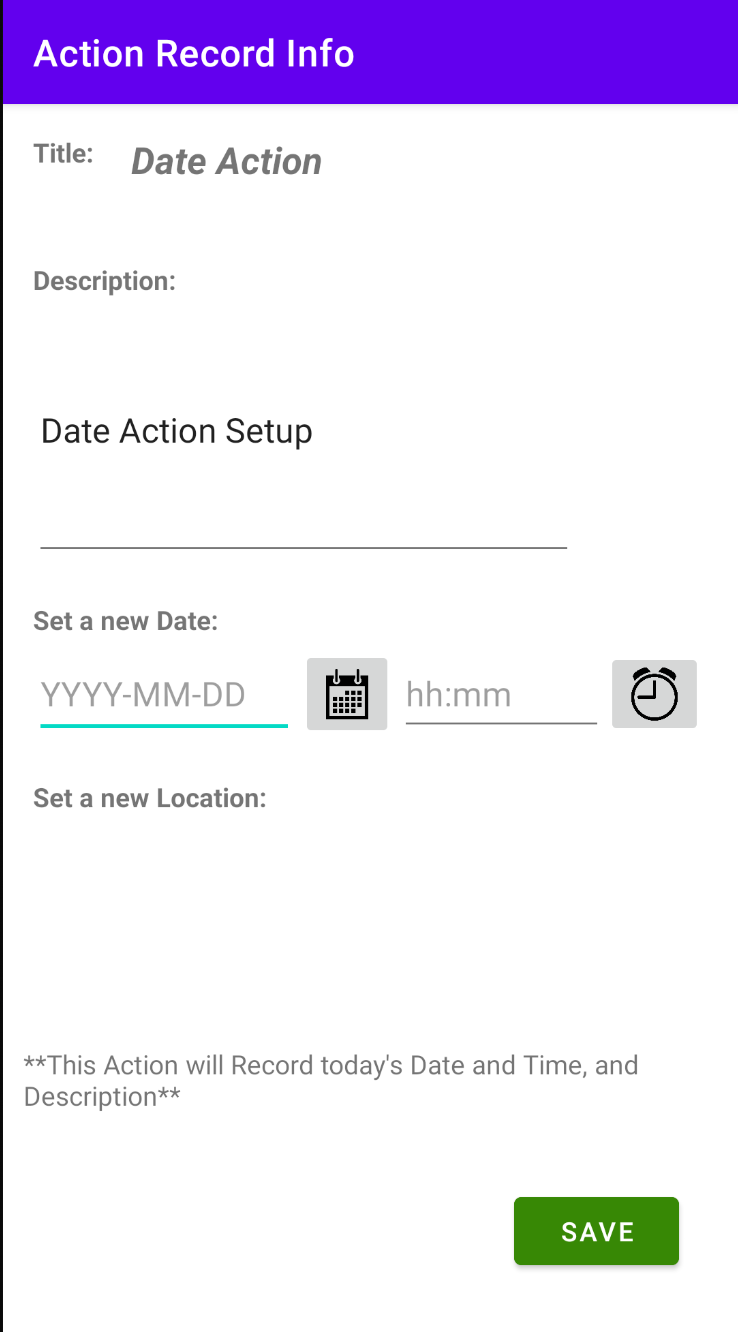 Action Record Info
Title: Date Action
Description:
Date Action Setup
Set a new Date:
YYYY-MM-DD hh:mm
Set a new Location:
**This Action will Record today's Date and Time, and
Description**
SAVE